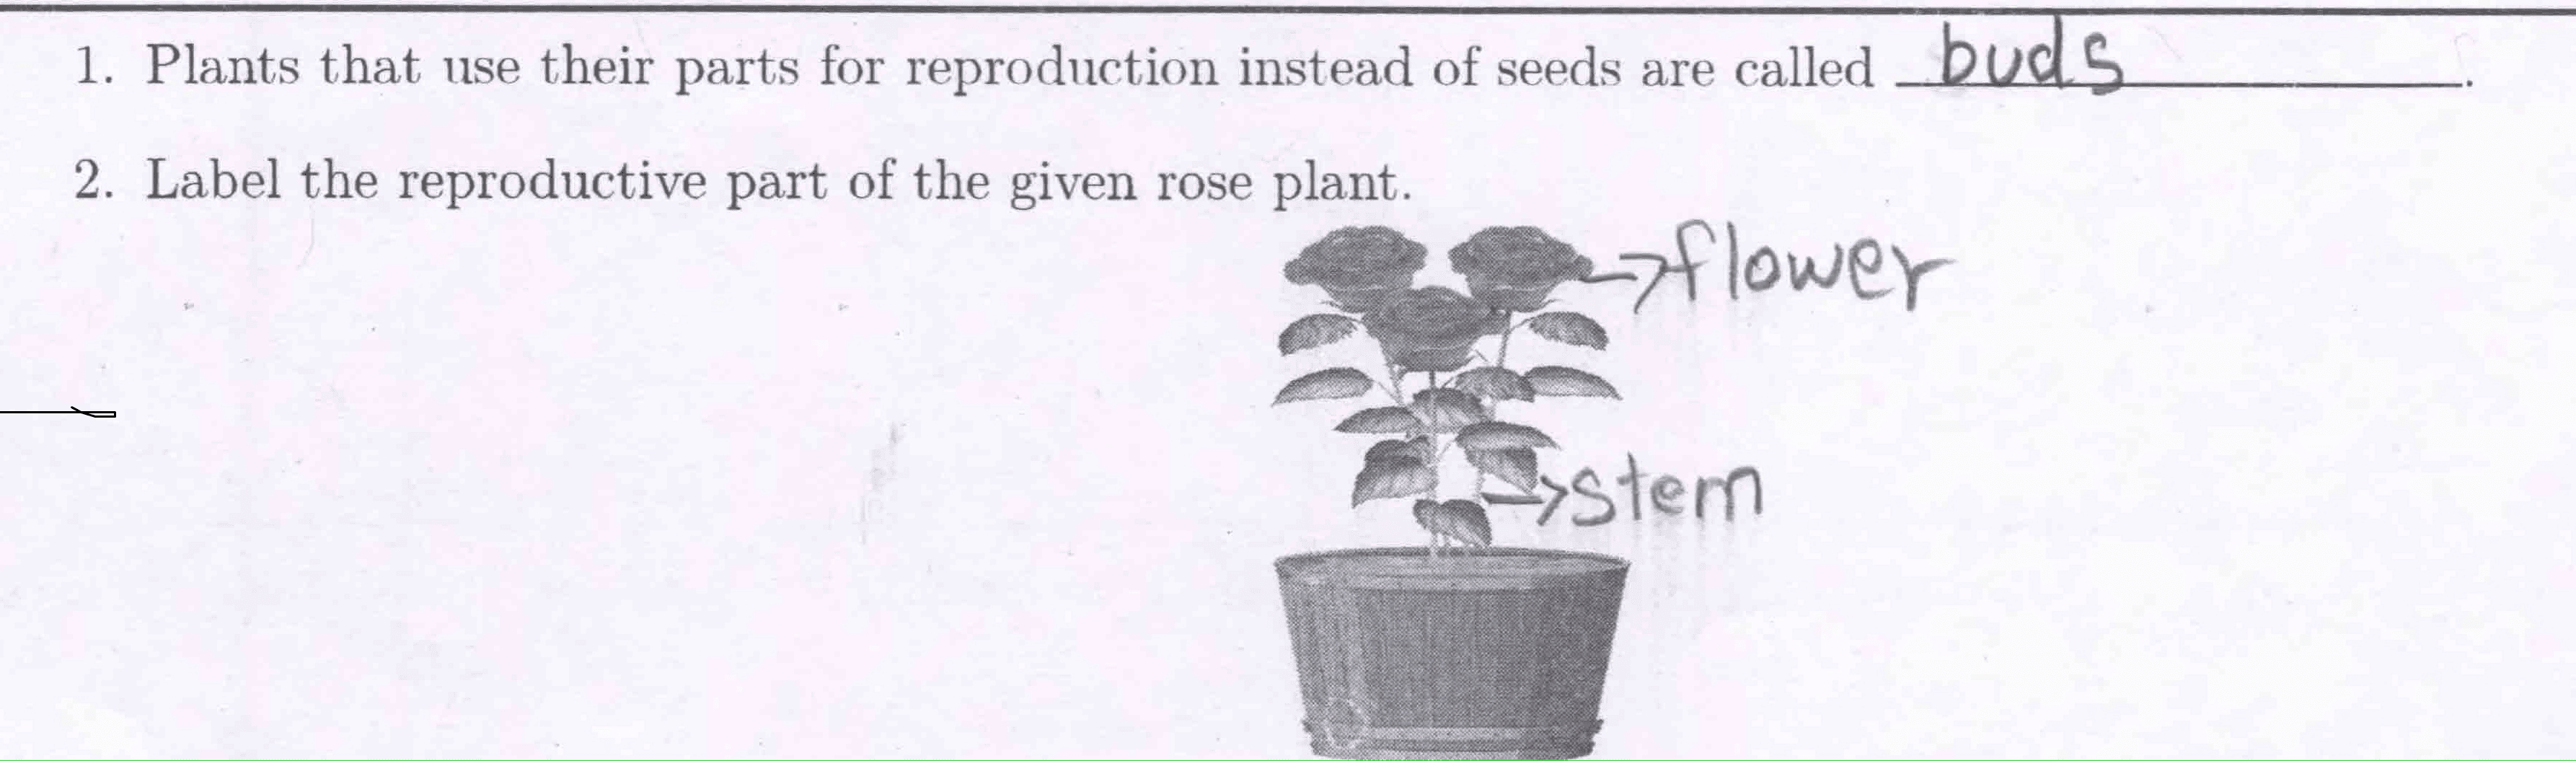 1. Plants that use their parts for reproduction instead of seeds are called buds.
2. Label the reproductive part of the given rose plant.
→flower
→stem